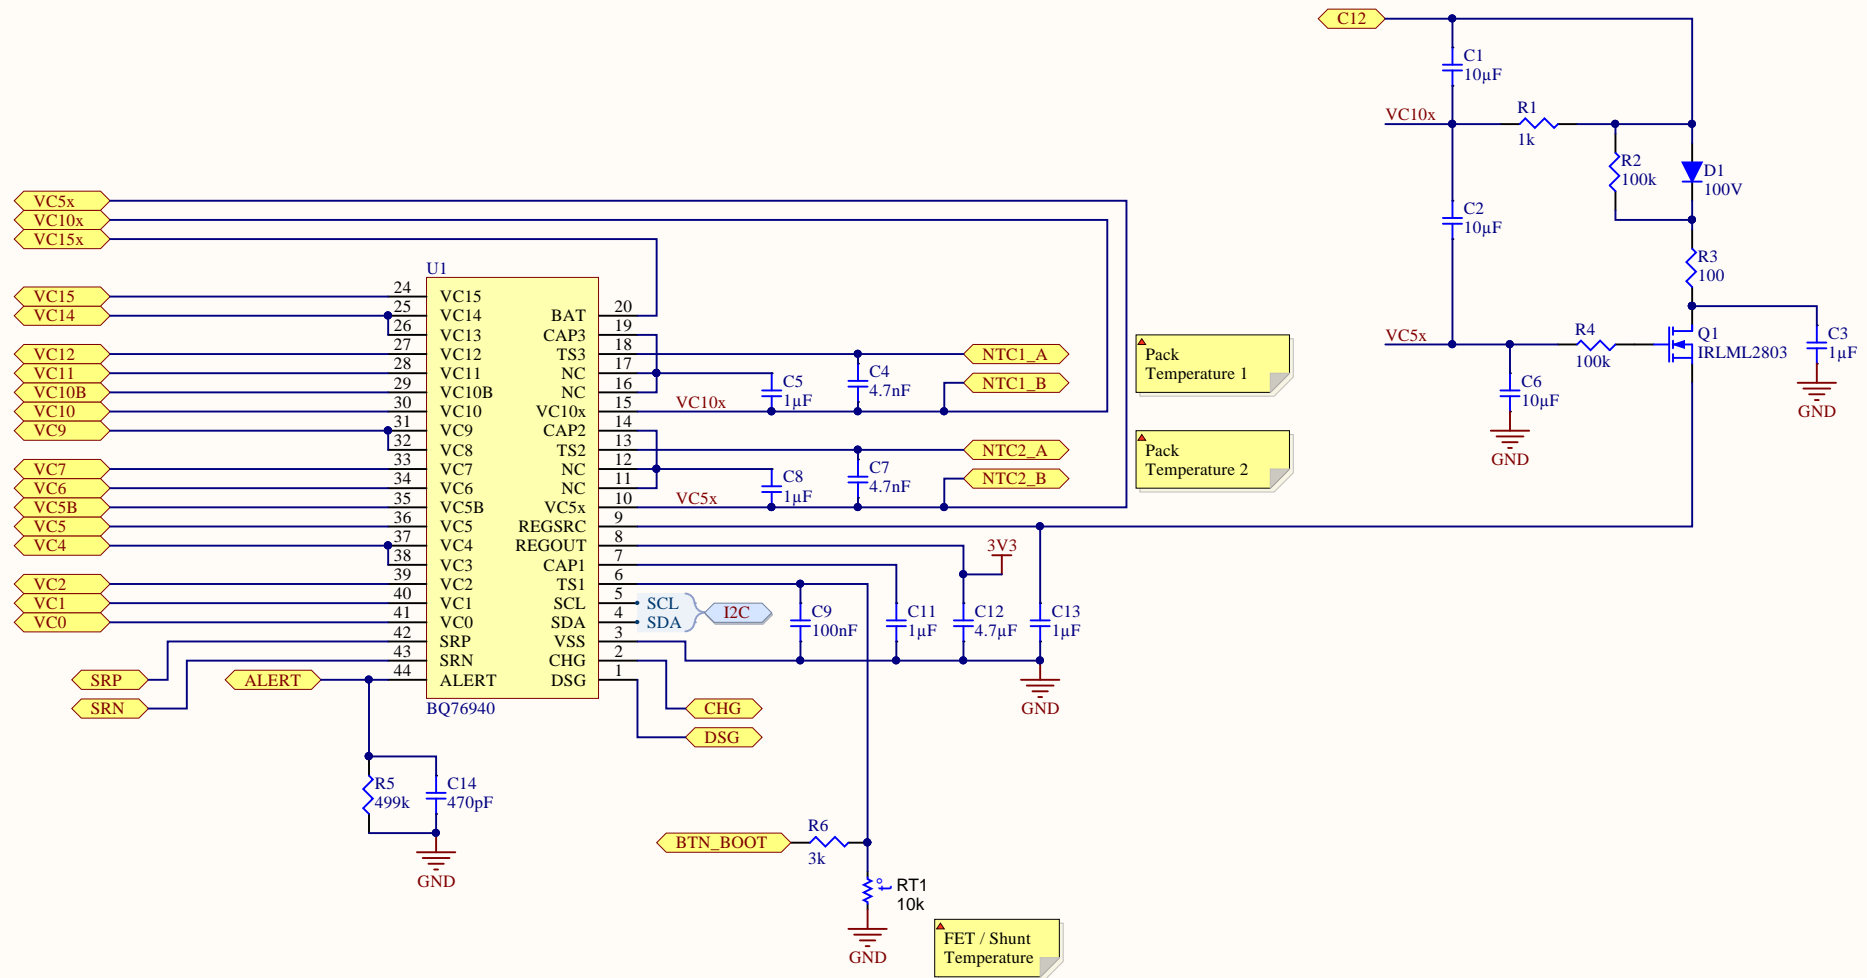 C12
C1
10µF
VC10x
R1
1k
R2
100k
D1
100V
C2
10µF
R3
100
VC5x
R4
100k
Q1
IRLML2803
C3
1µF
GND
C6
10µF
GND
VC5x
VC10x
VC15x
VC15
VC14
VC12
VC11
VC10B
VC10
VC9
VC7
VC6
VC5B
VC5
VC4
VC2
VC1
VC0
SRP
SRN
ALERT
U1
24 VC15
25 VC14
26 VC13
27 VC12
28 VC11
29 VC10B
30 VC10
31 VC9
32 VC8
33 VC7
34 VC6
35 VC5B
36 VC5
37 VC4
38 VC3
39 VC2
40 VC1
41 VC0
42 SRP
43 SRN
44 ALERT
BAT 20
CAP3 19
TS3 18
NC 17
NC 16
VC10x 15
CAP2 14
TS2 13
NC 12
NC 11
VC5x 10
REGSRC 9
REGOUT 8
CAP1 7
TS1 6
SCL 5
SDA 4
VSS 3
CHG 2
DSG 1
BQ76940
C5
1µF
C4
4.7nF
NTC1_A
NTC1_B
VC10x
Pack
Temperature 1
C8
1µF
C7
4.7nF
NTC2_A
NTC2_B
VC5x
Pack
Temperature 2
3V3
SCL
SDA
I2C
C9
100nF
C11
1µF
C12
4.7µF
C13
1µF
GND
CHG
DSG
R5
499k
C14
470pF
GND
BTN_BOOT
R6
3k
t°
RT1
10k
GND
FET / Shunt
Temperature